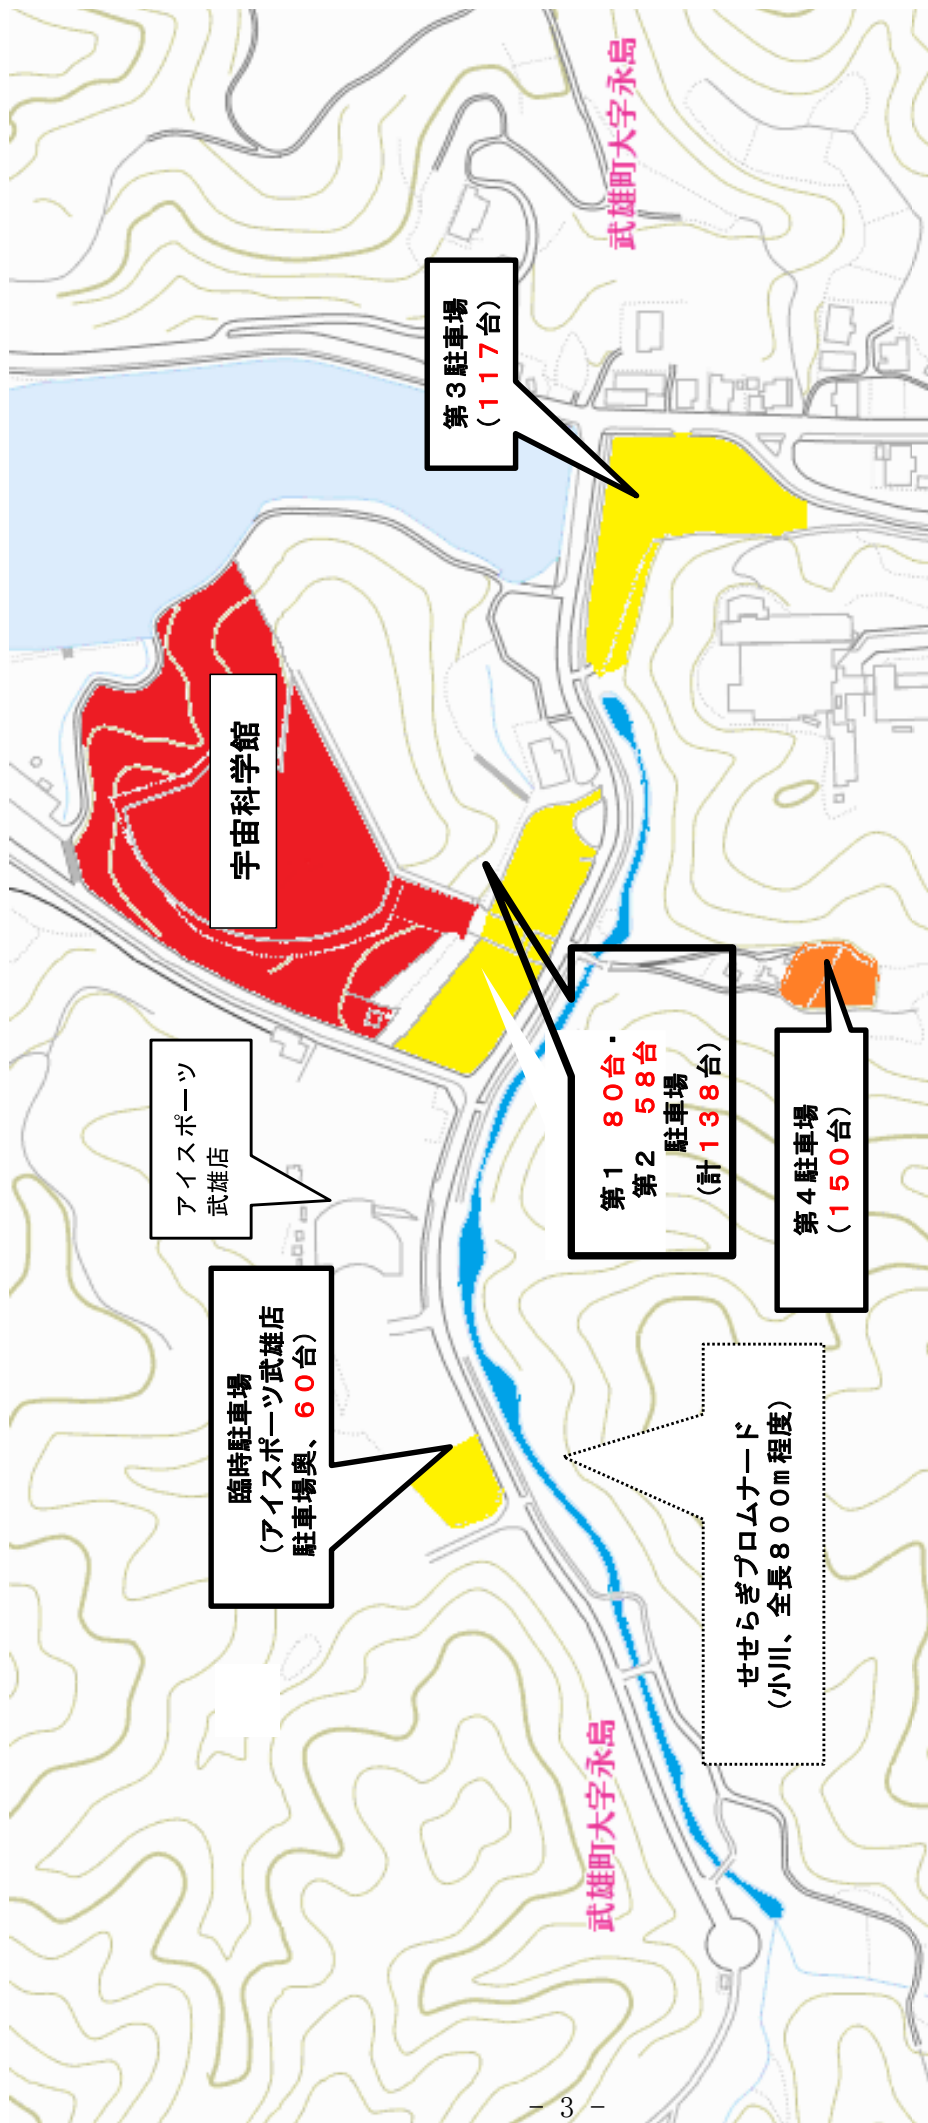 武雄町大字永島
第３駐車場
（１１７台）
宇宙科学館
アイスポーツ
武雄店
第１　８０台・
第２　５８台
駐車場
（計１３８台）
第４駐車場
（１５０台）
臨時駐車場
（アイスポーツ武雄店
駐車場奥、６０台）
せせらぎプロムナード
（小川、全長８００ｍ程度）
武雄町大字永島
- 3 -